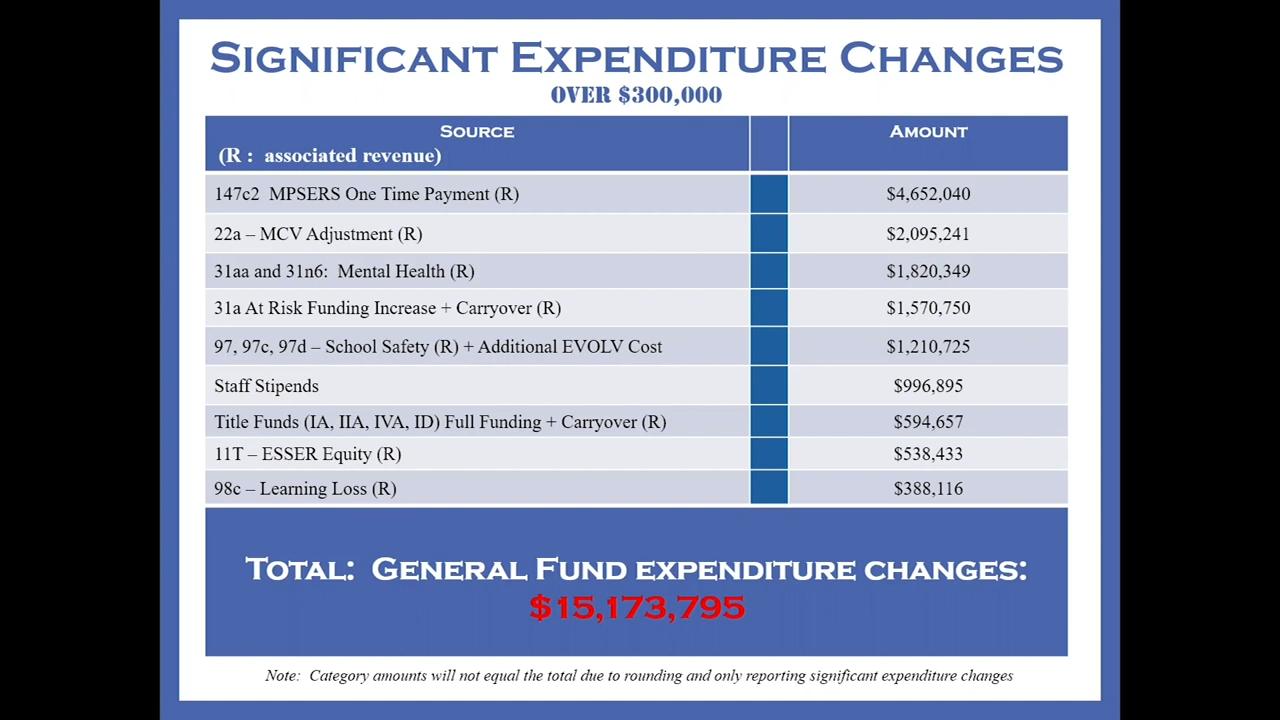 Significant Expenditure Changes
OVER $300,000
Source Amount
(R : associated revenue)
147c2 MPSERS One Time Payment (R) $4,652,040
22a – MCV Adjustment (R) $2,095,241
31aa and 31n6: Mental Health (R) $1,820,349
31a At Risk Funding Increase + Carryover (R) $1,570,750
97, 97c, 97d – School Safety (R) + Additional EVOLV Cost $1,210,725
Staff Stipends $996,895
Title Funds (IA, IIA, IVA, ID) Full Funding + Carryover (R) $594,657
11T – ESSER Equity (R) $538,433
98c – Learning Loss (R) $388,116
Total: General Fund expenditure changes:
$15,173,795
Note: Category amounts will not equal the total due to rounding and only reporting significant expenditure changes